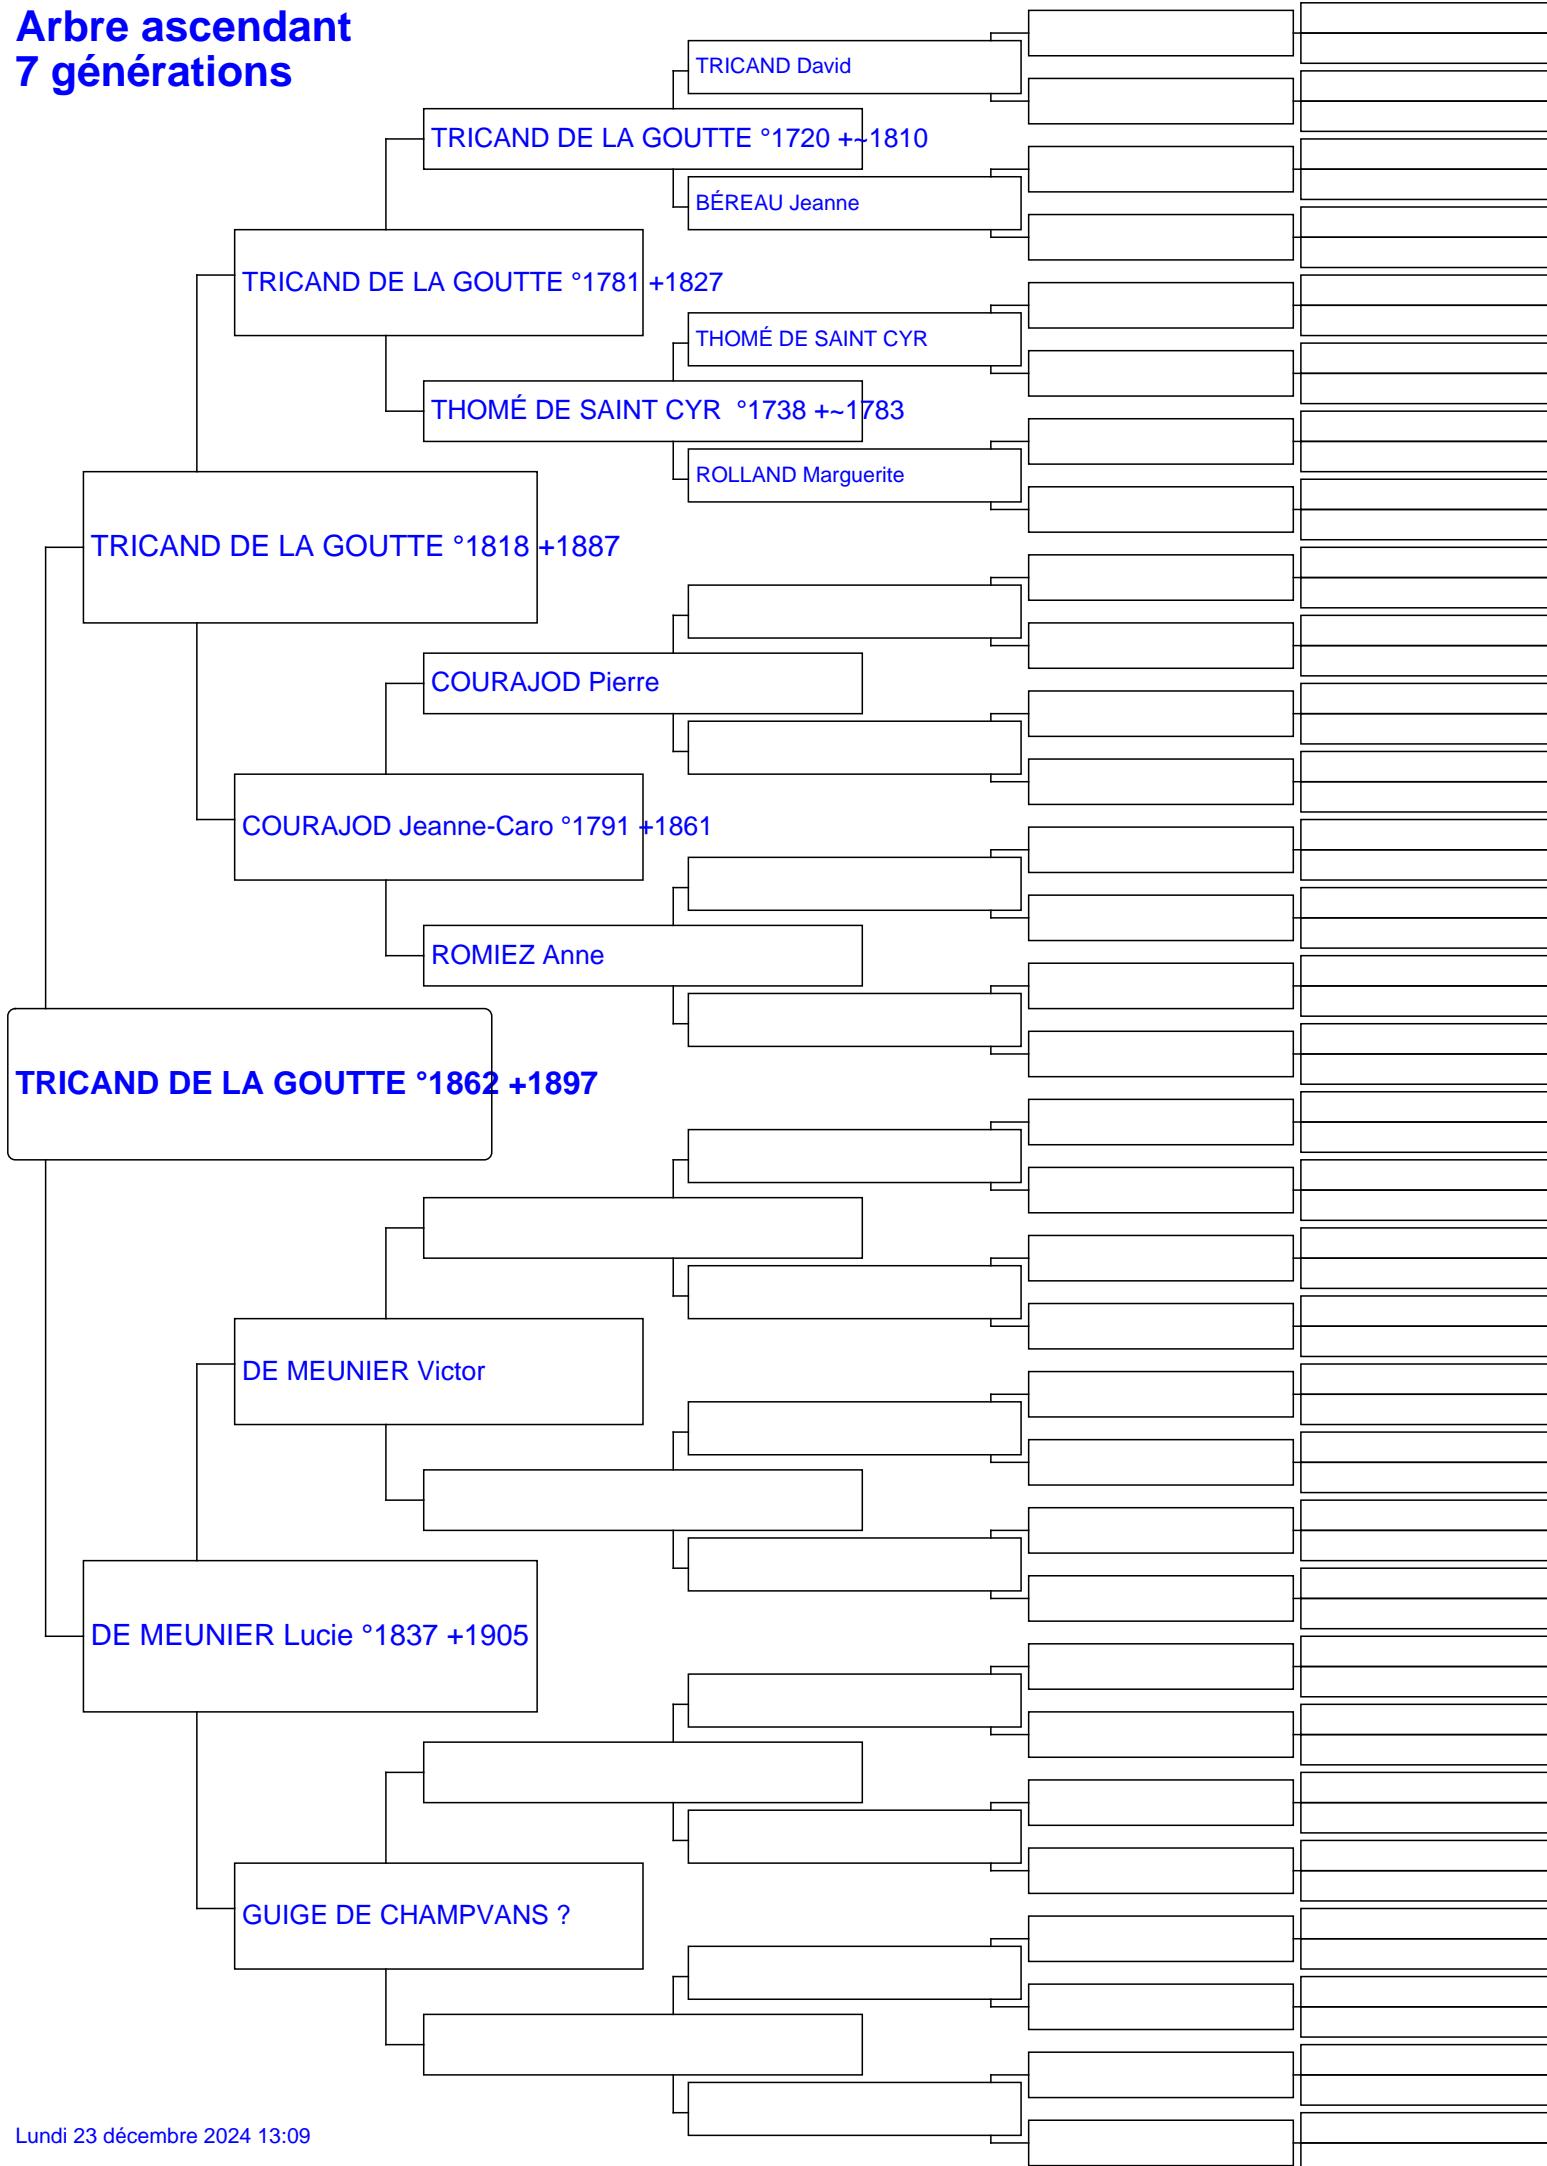 Arbre ascendant
7 générations
TRICAND David
TRICAND DE LA GOUTTE °1720 +~1810
BÉREAU Jeanne
TRICAND DE LA GOUTTE °1781 +1827
THOMÉ DE SAINT CYR
THOMÉ DE SAINT CYR °1738 +~1783
ROLLAND Marguerite
TRICAND DE LA GOUTTE °1818 +1887
COURAJOD Pierre
COURAJOD Jeanne-Caro °1791 +1861
ROMIEZ Anne
TRICAND DE LA GOUTTE °1862 +1897
DE MEUNIER Victor
DE MEUNIER Lucie °1837 +1905
GUIGE DE CHAMPVANS ?
Lundi 23 décembre 2024 13:09